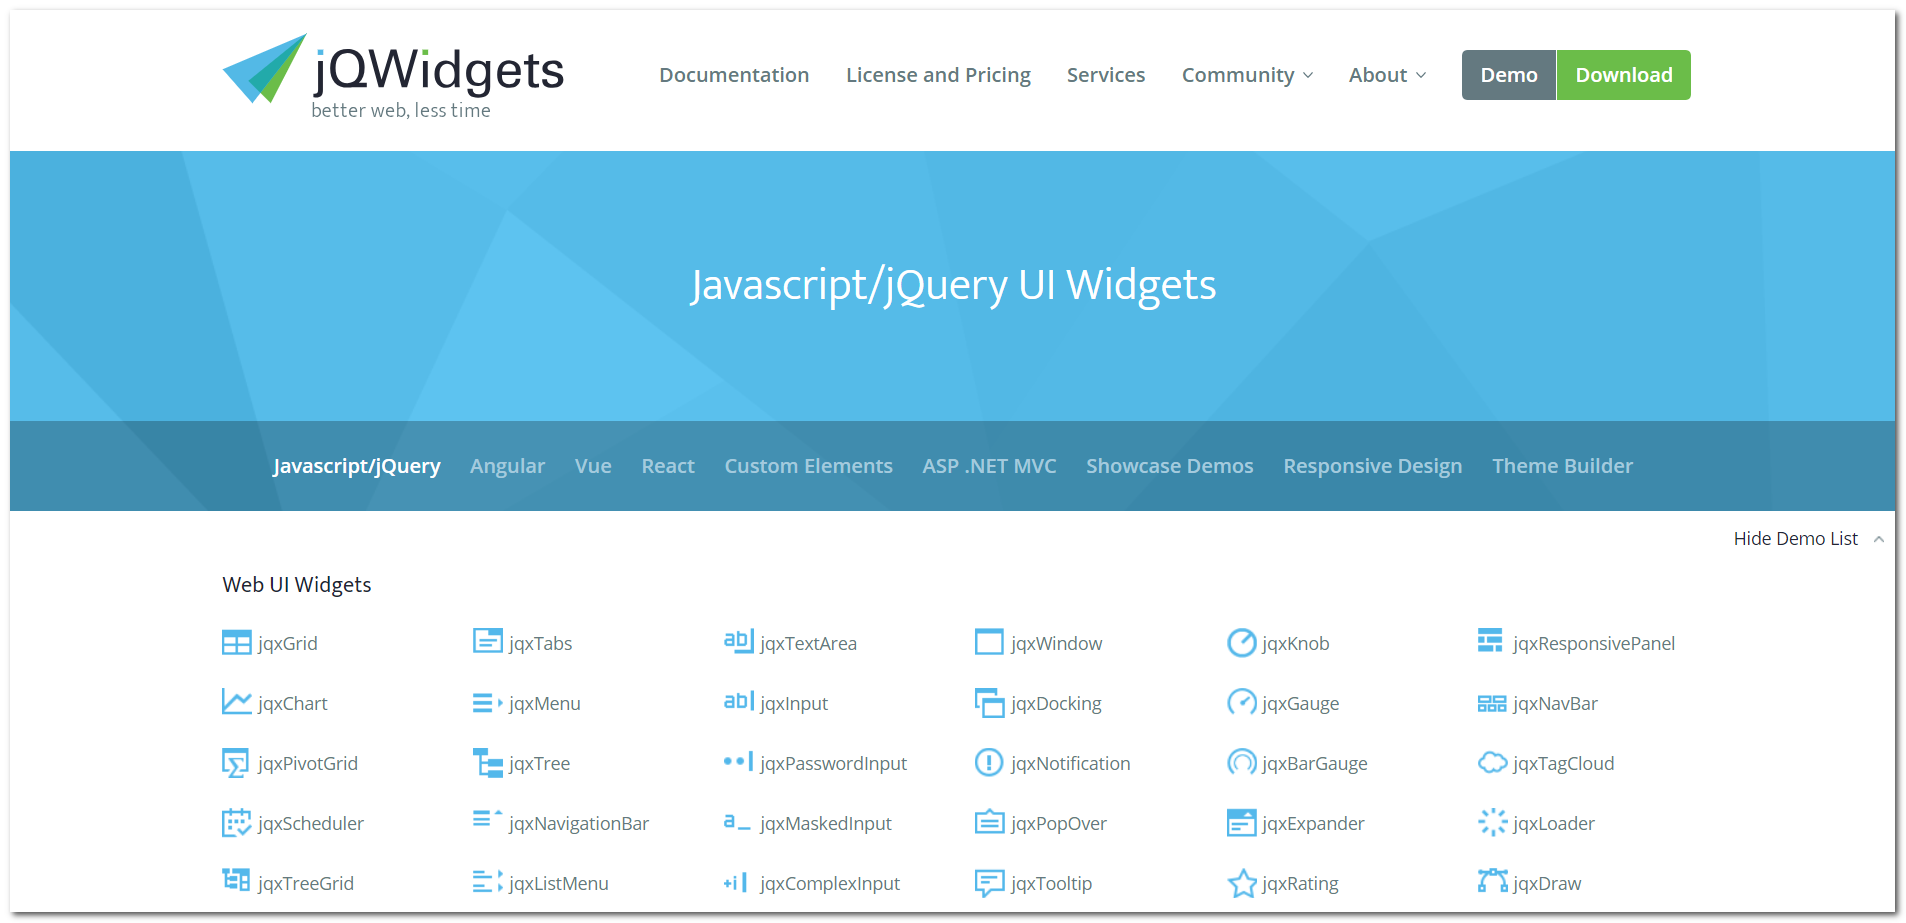 jQWidgets
better web, less time
Documentation License and Pricing Services Community About Demo Download
Javascript/jQuery UI Widgets
Javascript/jQuery Angular Vue React Custom Elements ASP .NET MVC Showcase Demos Responsive Design Theme Builder
Hide Demo List
Web UI Widgets
jqxGrid jqxTabs jqxTextArea jqxWindow jqxKnob jqxResponsivePanel
jqxChart jqxMenu jqxInput jqxDocking jqxGauge jqxNavBar
jqxPivotGrid jqxTree jqxPasswordInput jqxNotification jqxBarGauge jqxTagCloud
jqxScheduler jqxNavigationBar jqxMaskedInput jqxPopOver jqxExpander jqxLoader
jqxTreeGrid jqxListMenu jqxComplexInput jqxTooltip jqxRating jqxDraw